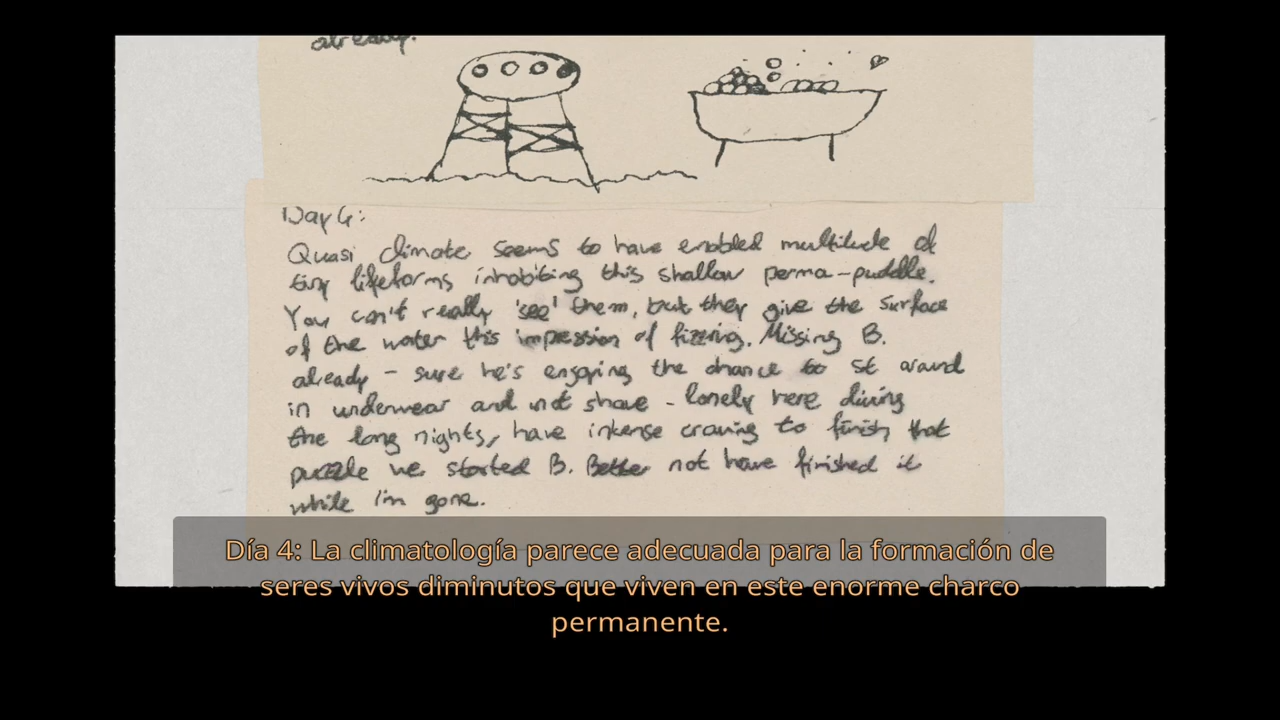 already.
Day 4:
Quasi climate seems to have enabled multitude of
tiny lifeforms inhabiting this shallow perma-puddle.
You can't really 'see' them, but they give the surface
of the water this impression of fizzing. Missing B.
already - sure he's enjoying the chance to sit around
in underwear and not shave - lonely here during
the long nights, have intense craving to finish that
puzzle we started B. Better not have finished it
while I'm gone.
Día 4: La climatología parece adecuada para la formación de
seres vivos diminutos que viven en este enorme charco
permanente.